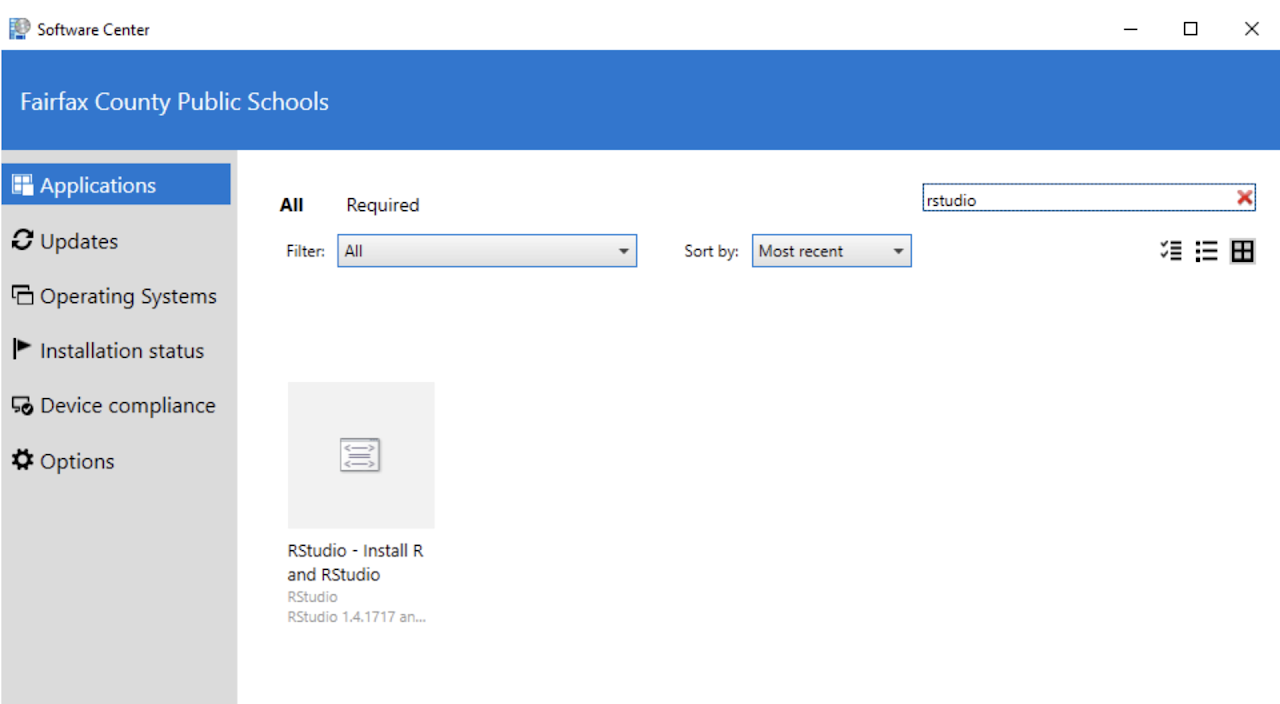 Software Center
Fairfax County Public Schools
Applications
Updates
Operating Systems
Installation status
Device compliance
Options
All Required
rstudio
Filter: All Sort by: Most recent
RStudio - Install R
and RStudio
RStudio
RStudio 1.4.1717 an...